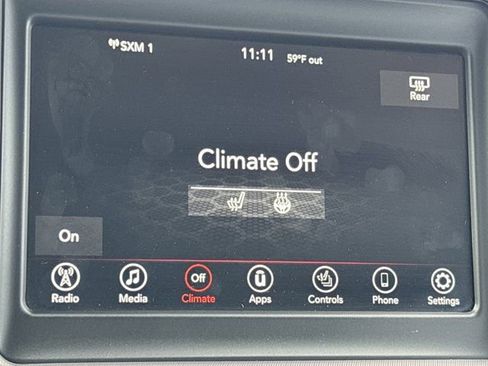 SXM 1 11:11 59°F out
Rear
Climate Off
On
Off
Radio Media Climate Apps Controls Phone Settings